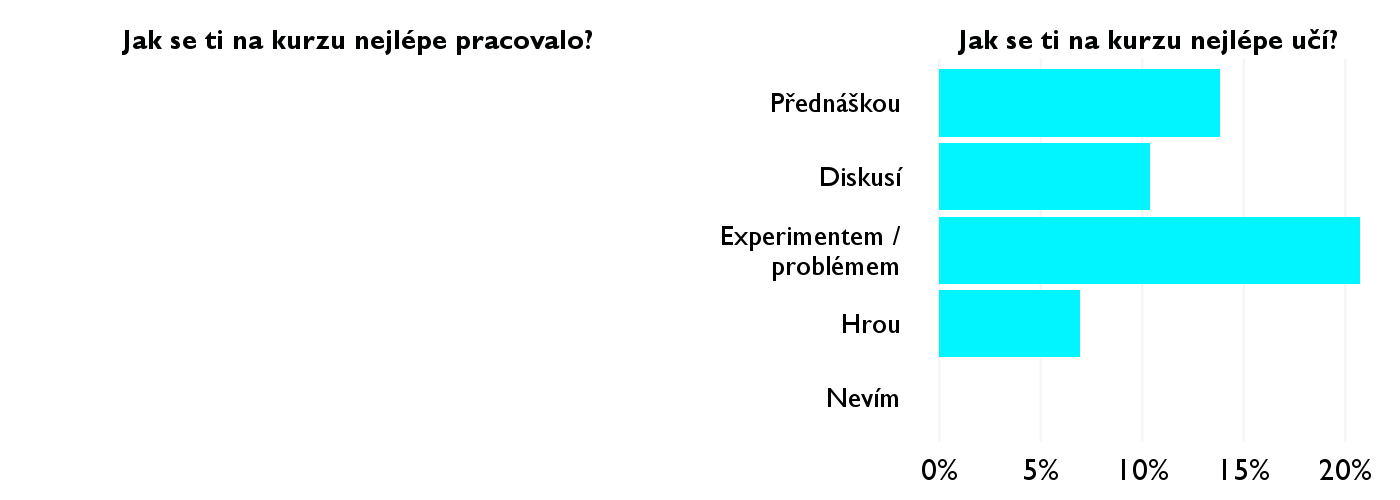 Jak se ti na kurzu nejlépe pracovalo?
Jak se ti na kurzu nejlépe učí?
Přednáškou
Diskusí
Experimentem /
problémem
Hrou
Nevím
0% 5% 10% 15% 20%